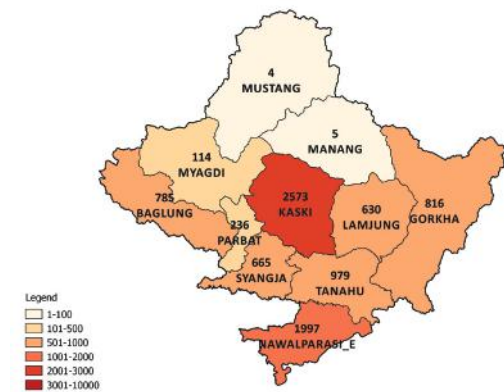 4
MUSTANG
5
MANANG
114
MYAGDI
785
BAGLUNG
2573
KASKI
630
LAMJUNG
816
GORKHA
236
PARBAT
665
SYANGJA
979
TANAHU
1997
NAWALPARASI_E
Legend
1-100
101-500
501-1000
1001-2000
2001-3000
3001-10000